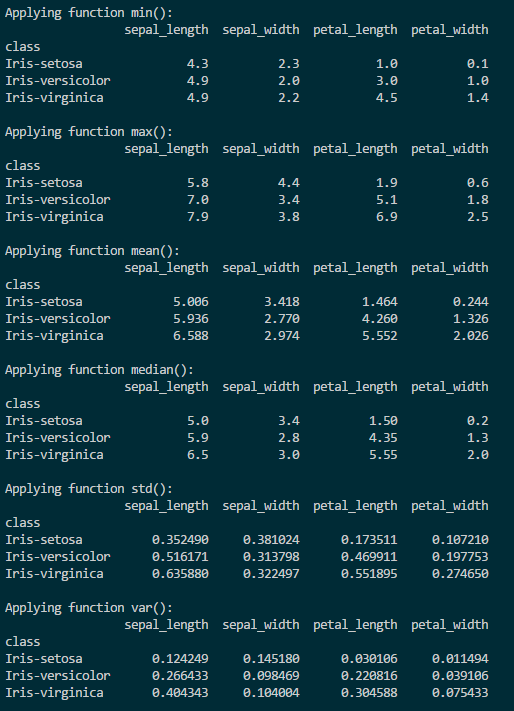 Applying function min():
sepal_length sepal_width petal_length petal_width
class
Iris-setosa 4.3 2.3 1.0 0.1
Iris-versicolor 4.9 2.0 3.0 1.0
Iris-virginica 4.9 2.2 4.5 1.4
Applying function max():
sepal_length sepal_width petal_length petal_width
class
Iris-setosa 5.8 4.4 1.9 0.6
Iris-versicolor 7.0 3.4 5.1 1.8
Iris-virginica 7.9 3.8 6.9 2.5
Applying function mean():
sepal_length sepal_width petal_length petal_width
class
Iris-setosa 5.006 3.418 1.464 0.244
Iris-versicolor 5.936 2.770 4.260 1.326
Iris-virginica 6.588 2.974 5.552 2.026
Applying function median():
sepal_length sepal_width petal_length petal_width
class
Iris-setosa 5.0 3.4 1.50 0.2
Iris-versicolor 5.9 2.8 4.35 1.3
Iris-virginica 6.5 3.0 5.55 2.0
Applying function std():
sepal_length sepal_width petal_length petal_width
class
Iris-setosa 0.352490 0.381024 0.173511 0.107210
Iris-versicolor 0.516171 0.313798 0.469911 0.197753
Iris-virginica 0.635880 0.322497 0.551895 0.274650
Applying function var():
sepal_length sepal_width petal_length petal_width
class
Iris-setosa 0.124249 0.145180 0.030106 0.011494
Iris-versicolor 0.266433 0.098469 0.220816 0.039106
Iris-virginica 0.404343 0.104004 0.304588 0.075433